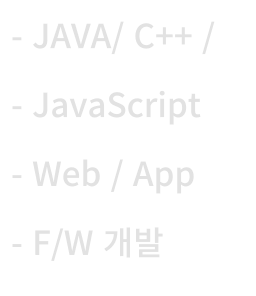 - JAVA/ C++ /
- JavaScript
- Web / App
- F/W 개발